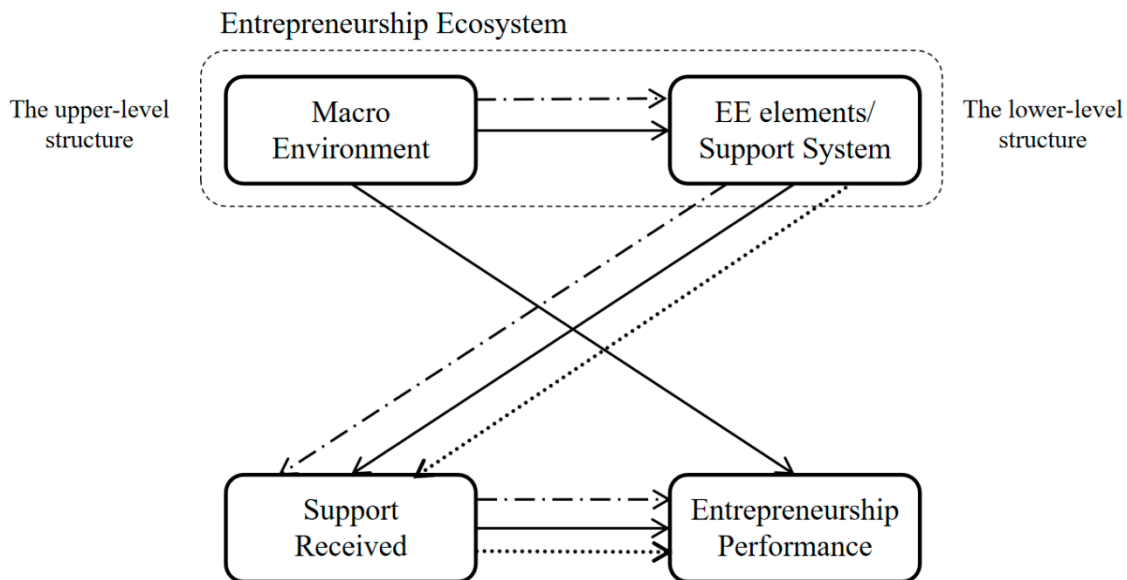 Entrepreneurship Ecosystem
The upper-level
structure
Macro
Environment
EE elements/
Support System
The lower-level
structure
Support
Received
Entrepreneurship
Performance